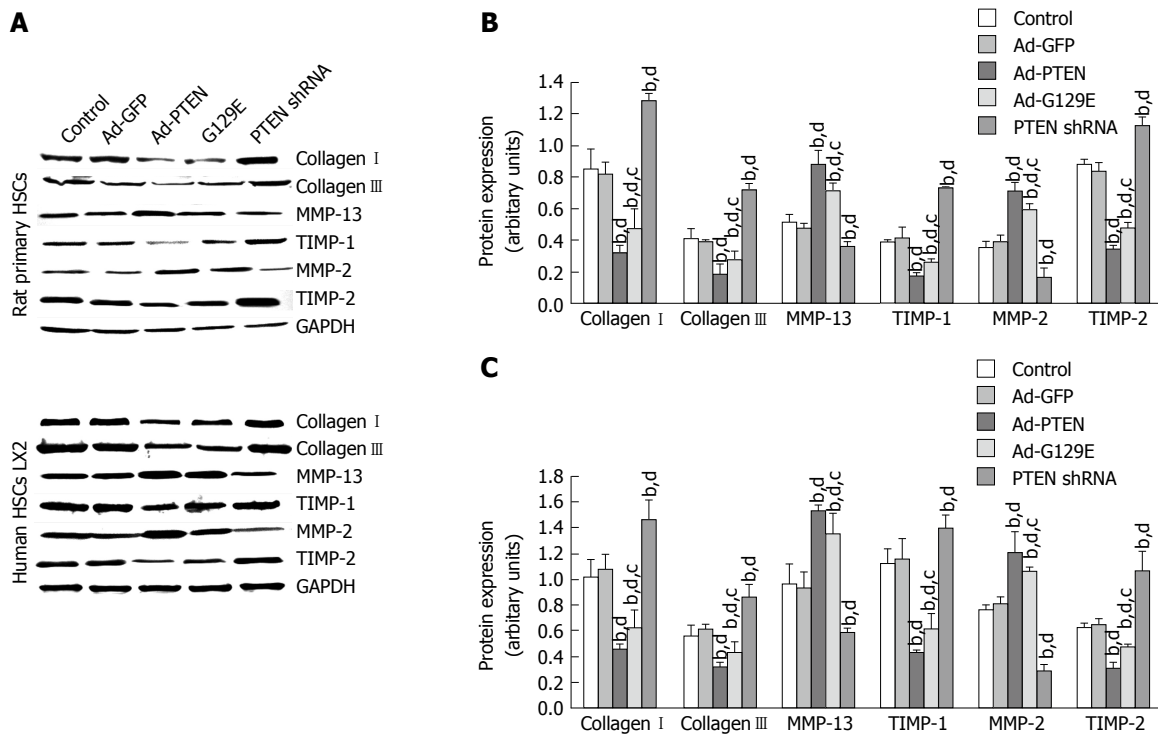 A
Control
Ad-GFP
Ad-PTEN
G129E
PTEN shRNA
Rat primary HSCs
Collagen Ⅰ
Collagen Ⅲ
MMP-13
TIMP-1
MMP-2
TIMP-2
GAPDH
Human HSCs LX2
Collagen Ⅰ
Collagen Ⅲ
MMP-13
TIMP-1
MMP-2
TIMP-2
GAPDH
B
Control
Ad-GFP
Ad-PTEN
Ad-G129E
PTEN shRNA
Protein expression
(arbitary units)
1.4
1.2
1.0
0.8
0.6
0.4
0.2
0.0
b,d
b,d,c
b,d
b,d
b,d,c
b,d
b,d
b,d,c
b,d
b,d
b,d,c
b,d
b,d
b,d,c
b,d
b,d
b,d,c
b,d
Collagen Ⅰ
Collagen Ⅲ
MMP-13
TIMP-1
MMP-2
TIMP-2
C
Control
Ad-GFP
Ad-PTEN
Ad-G129E
PTEN shRNA
Protein expression
(arbitary units)
1.8
1.6
1.4
1.2
1.0
0.8
0.6
0.4
0.2
0.0
b,d
b,d,c
b,d
b,d
b,d,c
b,d
b,d
b,d,c
b,d
b,d
b,d,c
b,d
b,d
b,d,c
b,d
b,d
b,d,c
b,d
Collagen Ⅰ
Collagen Ⅲ
MMP-13
TIMP-1
MMP-2
TIMP-2